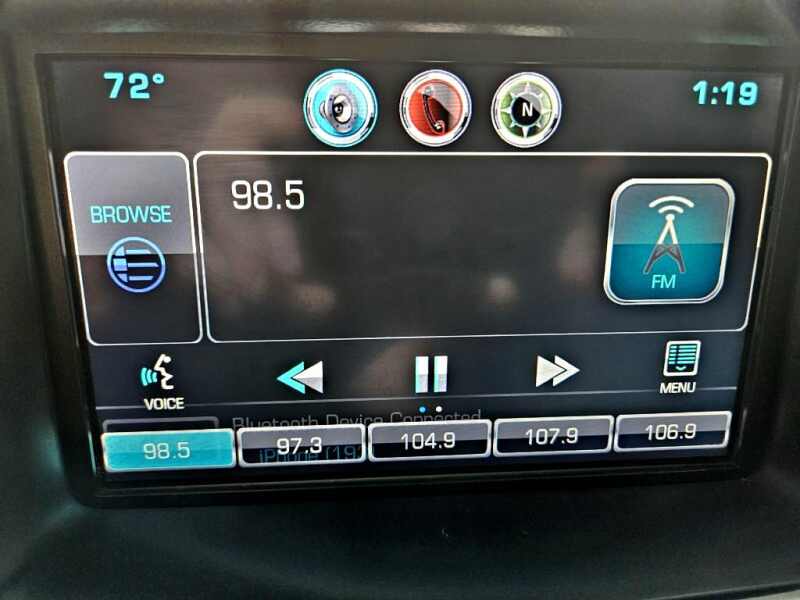 72°
N
1:19
BROWSE
98.5
FM
VOICE
MENU
Bluetooth Device Connected
iPhone (19
98.5
97.3
104.9
107.9
106.9